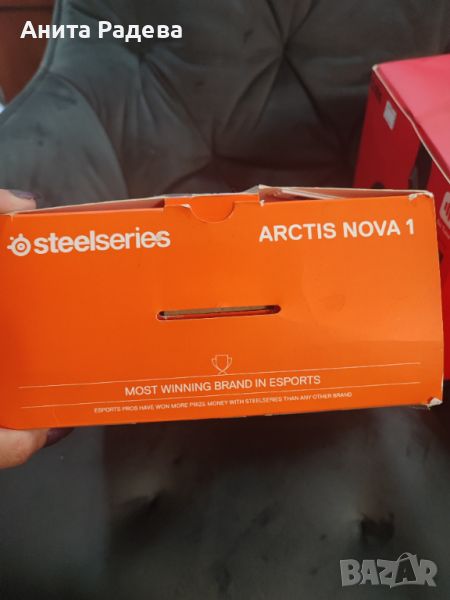 Анита Радева
steelseries
ARCTIS NOVA 1
MOST WINNING BRAND IN ESPORTS
ESPORTS PROS HAVE WON MORE PRIZE MONEY WITH STEELSERIES THAN ANY OTHER BRAND
BAZAR